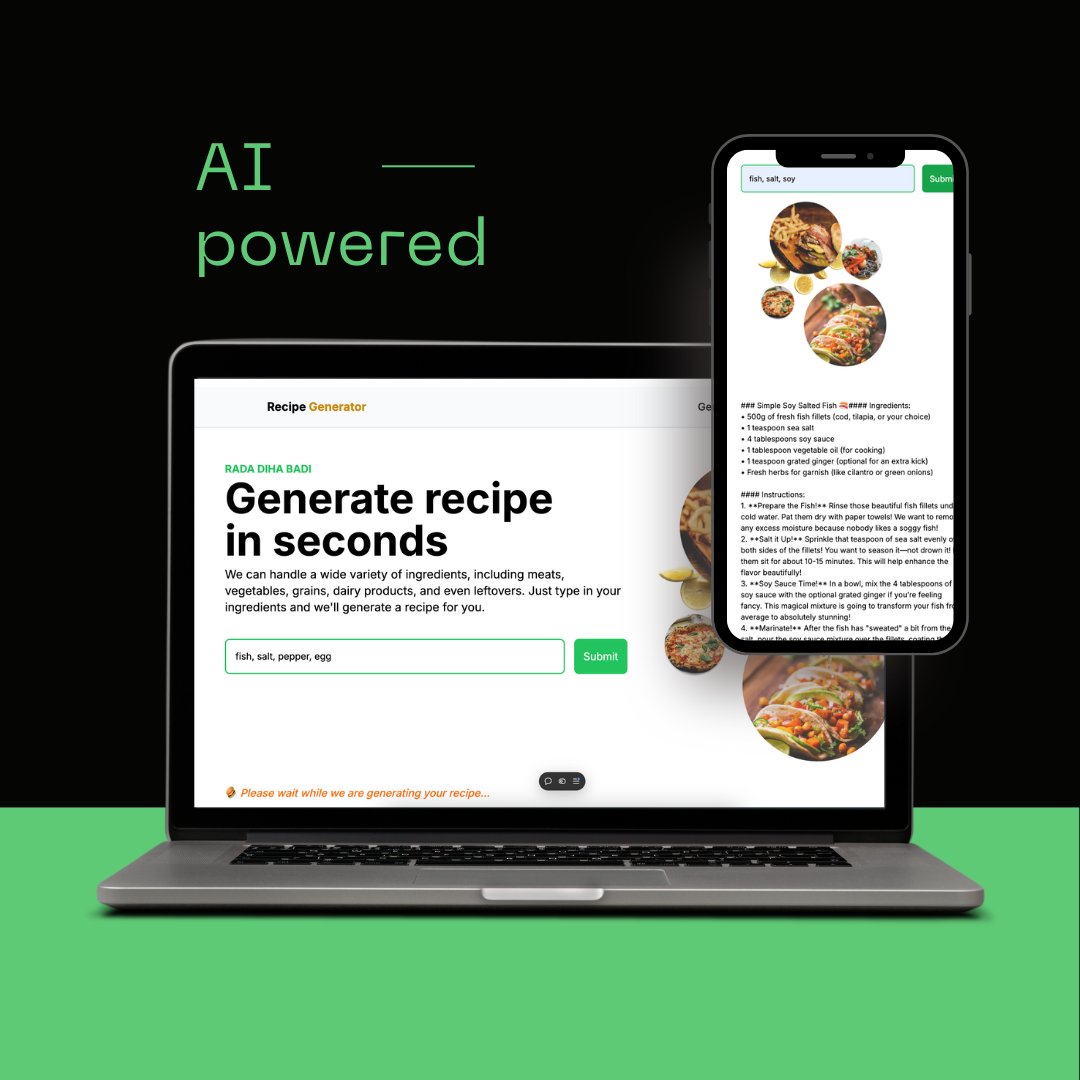 AI
powered
Recipe Generator
RADA DIHA BADI
Generate recipe
in seconds
We can handle a wide variety of ingredients, including meats,
vegetables, grains, dairy products, and even leftovers. Just type in your
ingredients and we'll generate a recipe for you.
fish, salt, pepper, egg
Submit
Please wait while we are generating your recipe...
fish, salt, soy
### Simple Soy Salted Fish #### Ingredients:
• 500g of fresh fish fillets (cod, tilapia, or your choice)
• 1 teaspoon sea salt
• 4 tablespoons soy sauce
• 1 tablespoon vegetable oil (for cooking)
• 1 teaspoon grated ginger (optional for an extra kick)
• Fresh herbs for garnish (like cilantro or green onions)
#### Instructions:
1. **Prepare the Fish!** Rinse those beautiful fish fillets
cold water. Pat them dry with paper towels! We want to
any excess moisture because nobody likes a soggy fish!
2. **Salt it Up!** Sprinkle that teaspoon of sea salt evenly
both sides of the fillets! You want to season it—not drown it!
them sit for about 10-15 minutes. This will help enhance the
flavor beautifully!
3. **Soy Sauce Time!** In a bowl, mix the 4 tablespoons of
soy sauce with the optional grated ginger if you're feeling
fancy. This magical mixture is going to transform your fish
average to absolutely stunning!
4. **Marinate!** After the fish has "sweated" a bit from the
salt, pour the soy sauce mixture over the fillets, coating